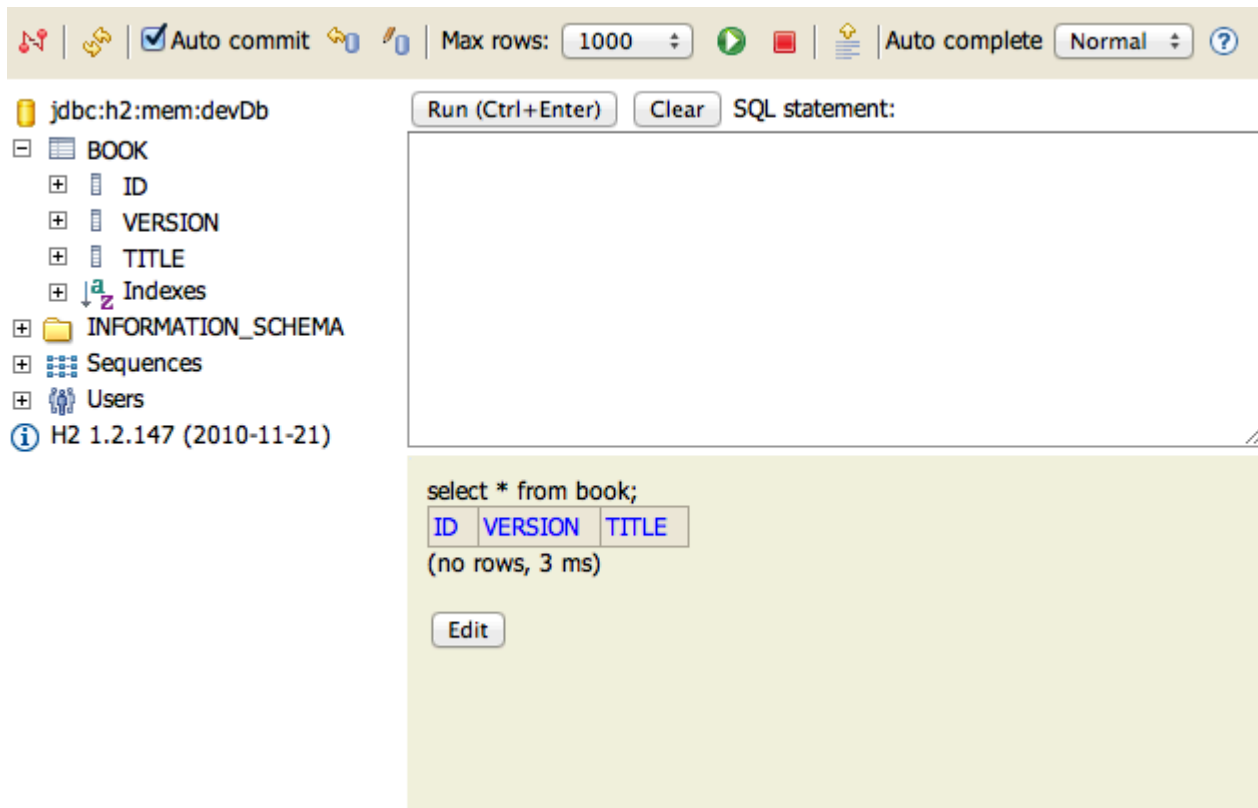 Auto commit Max rows: 1000 Auto complete Normal ?
jdbc:h2:mem:devDb
BOOK
ID
VERSION
TITLE
Indexes
INFORMATION_SCHEMA
Sequences
Users
H2 1.2.147 (2010-11-21)
Run (Ctrl+Enter) Clear SQL statement:
select * from book;
ID VERSION TITLE
(no rows, 3 ms)
Edit